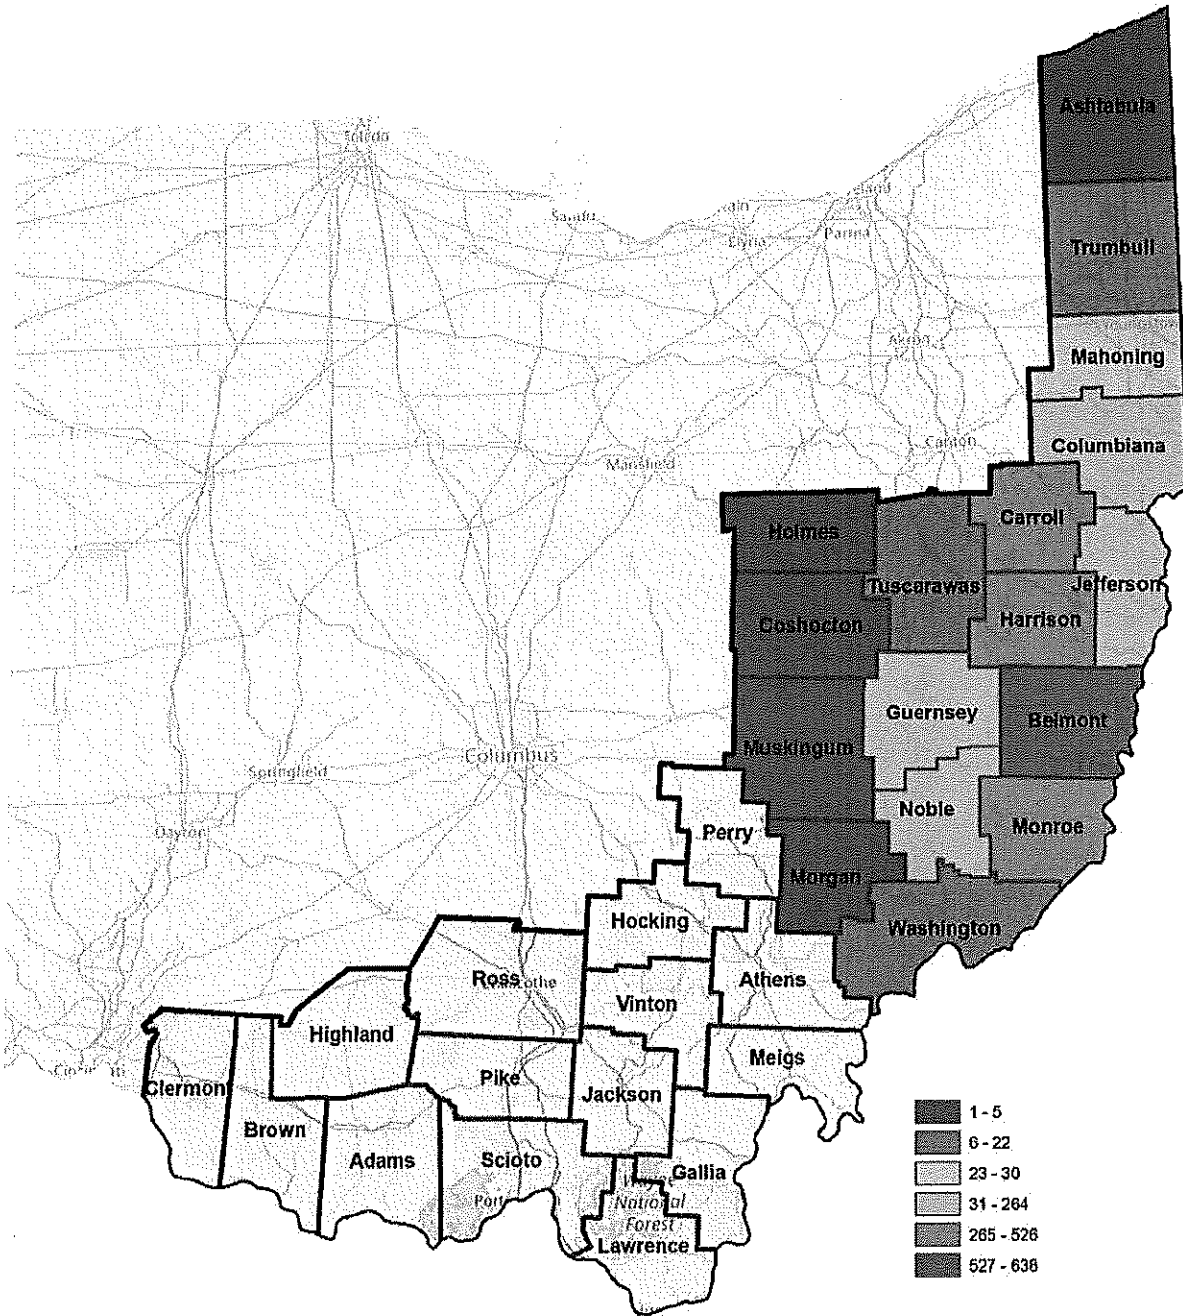 Ashtabula
Toledo
Trumbull
Elyria
Parma
Mahoning
Akron
Columbiana
Canton
Mansfield
Carroll
Holmes
Tuscarawas
Jefferson
Coshocton
Harrison
Guernsey
Belmont
Muskingum
Columbus
Springfield
Noble
Monroe
Perry
Dayton
Morgan
Hocking
Washington
Ross
Athens
Vinton
Highland
Meigs
Pike
Clermont
Jackson
Brown
Adams
Scioto
Gallia
National
Forest
Lawrence
1 - 5
6 - 22
23 - 30
31 - 264
265 - 526
527 - 638